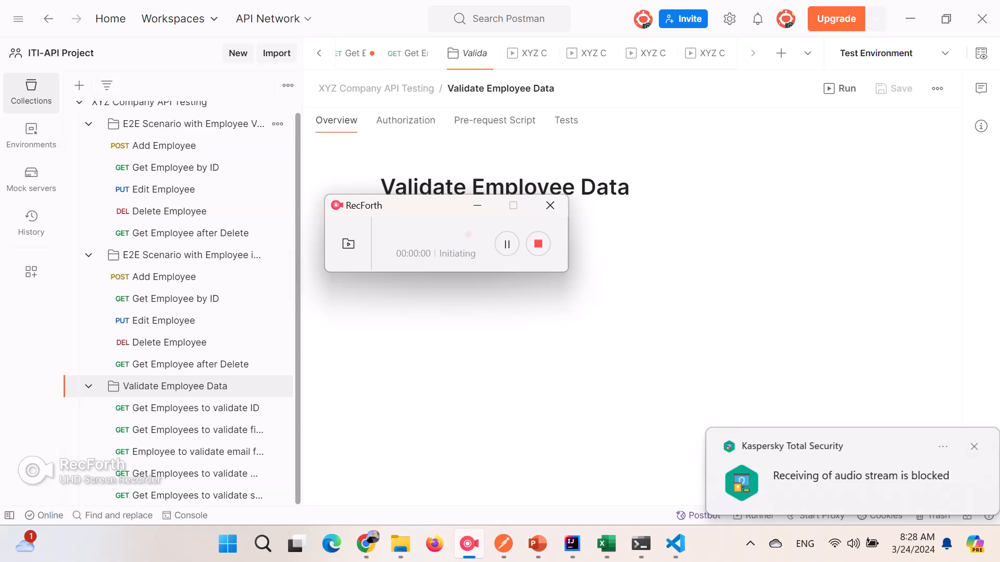 Home Workspaces API Network Search Postman Invite Upgrade
ITI-API Project New Import ET Get E GET Get Er Valida XYZ C XYZ C XYZ C XYZ C Test Environment
Collections
Environments
Mock servers
History
XYZ Company API Testing
E2E Scenario with Employee V...
POST Add Employee
GET Get Employee by ID
PUT Edit Employee
DEL Delete Employee
GET Get Employee after Delete
E2E Scenario with Employee i...
POST Add Employee
GET Get Employee by ID
PUT Edit Employee
DEL Delete Employee
GET Get Employee after Delete
Validate Employee Data
GET Get Employees to validate ID
GET Get Employees to validate fi...
GET Employee to validate email f...
GET Get Employees to validate ...
GET Get Employees to validate s...
RecForth
UHD Screen Recorder
XYZ Company API Testing / Validate Employee Data Run Save
Overview Authorization Pre-request Script Tests
Validate Employee Data
RecForth
00:00:00 Initiating
Kaspersky Total Security
Receiving of audio stream is blocked
Online Find and replace Console Postbot Runner Start Proxy Cookies Trash
1
ENG 8:28 AM
3/24/2024
PRE